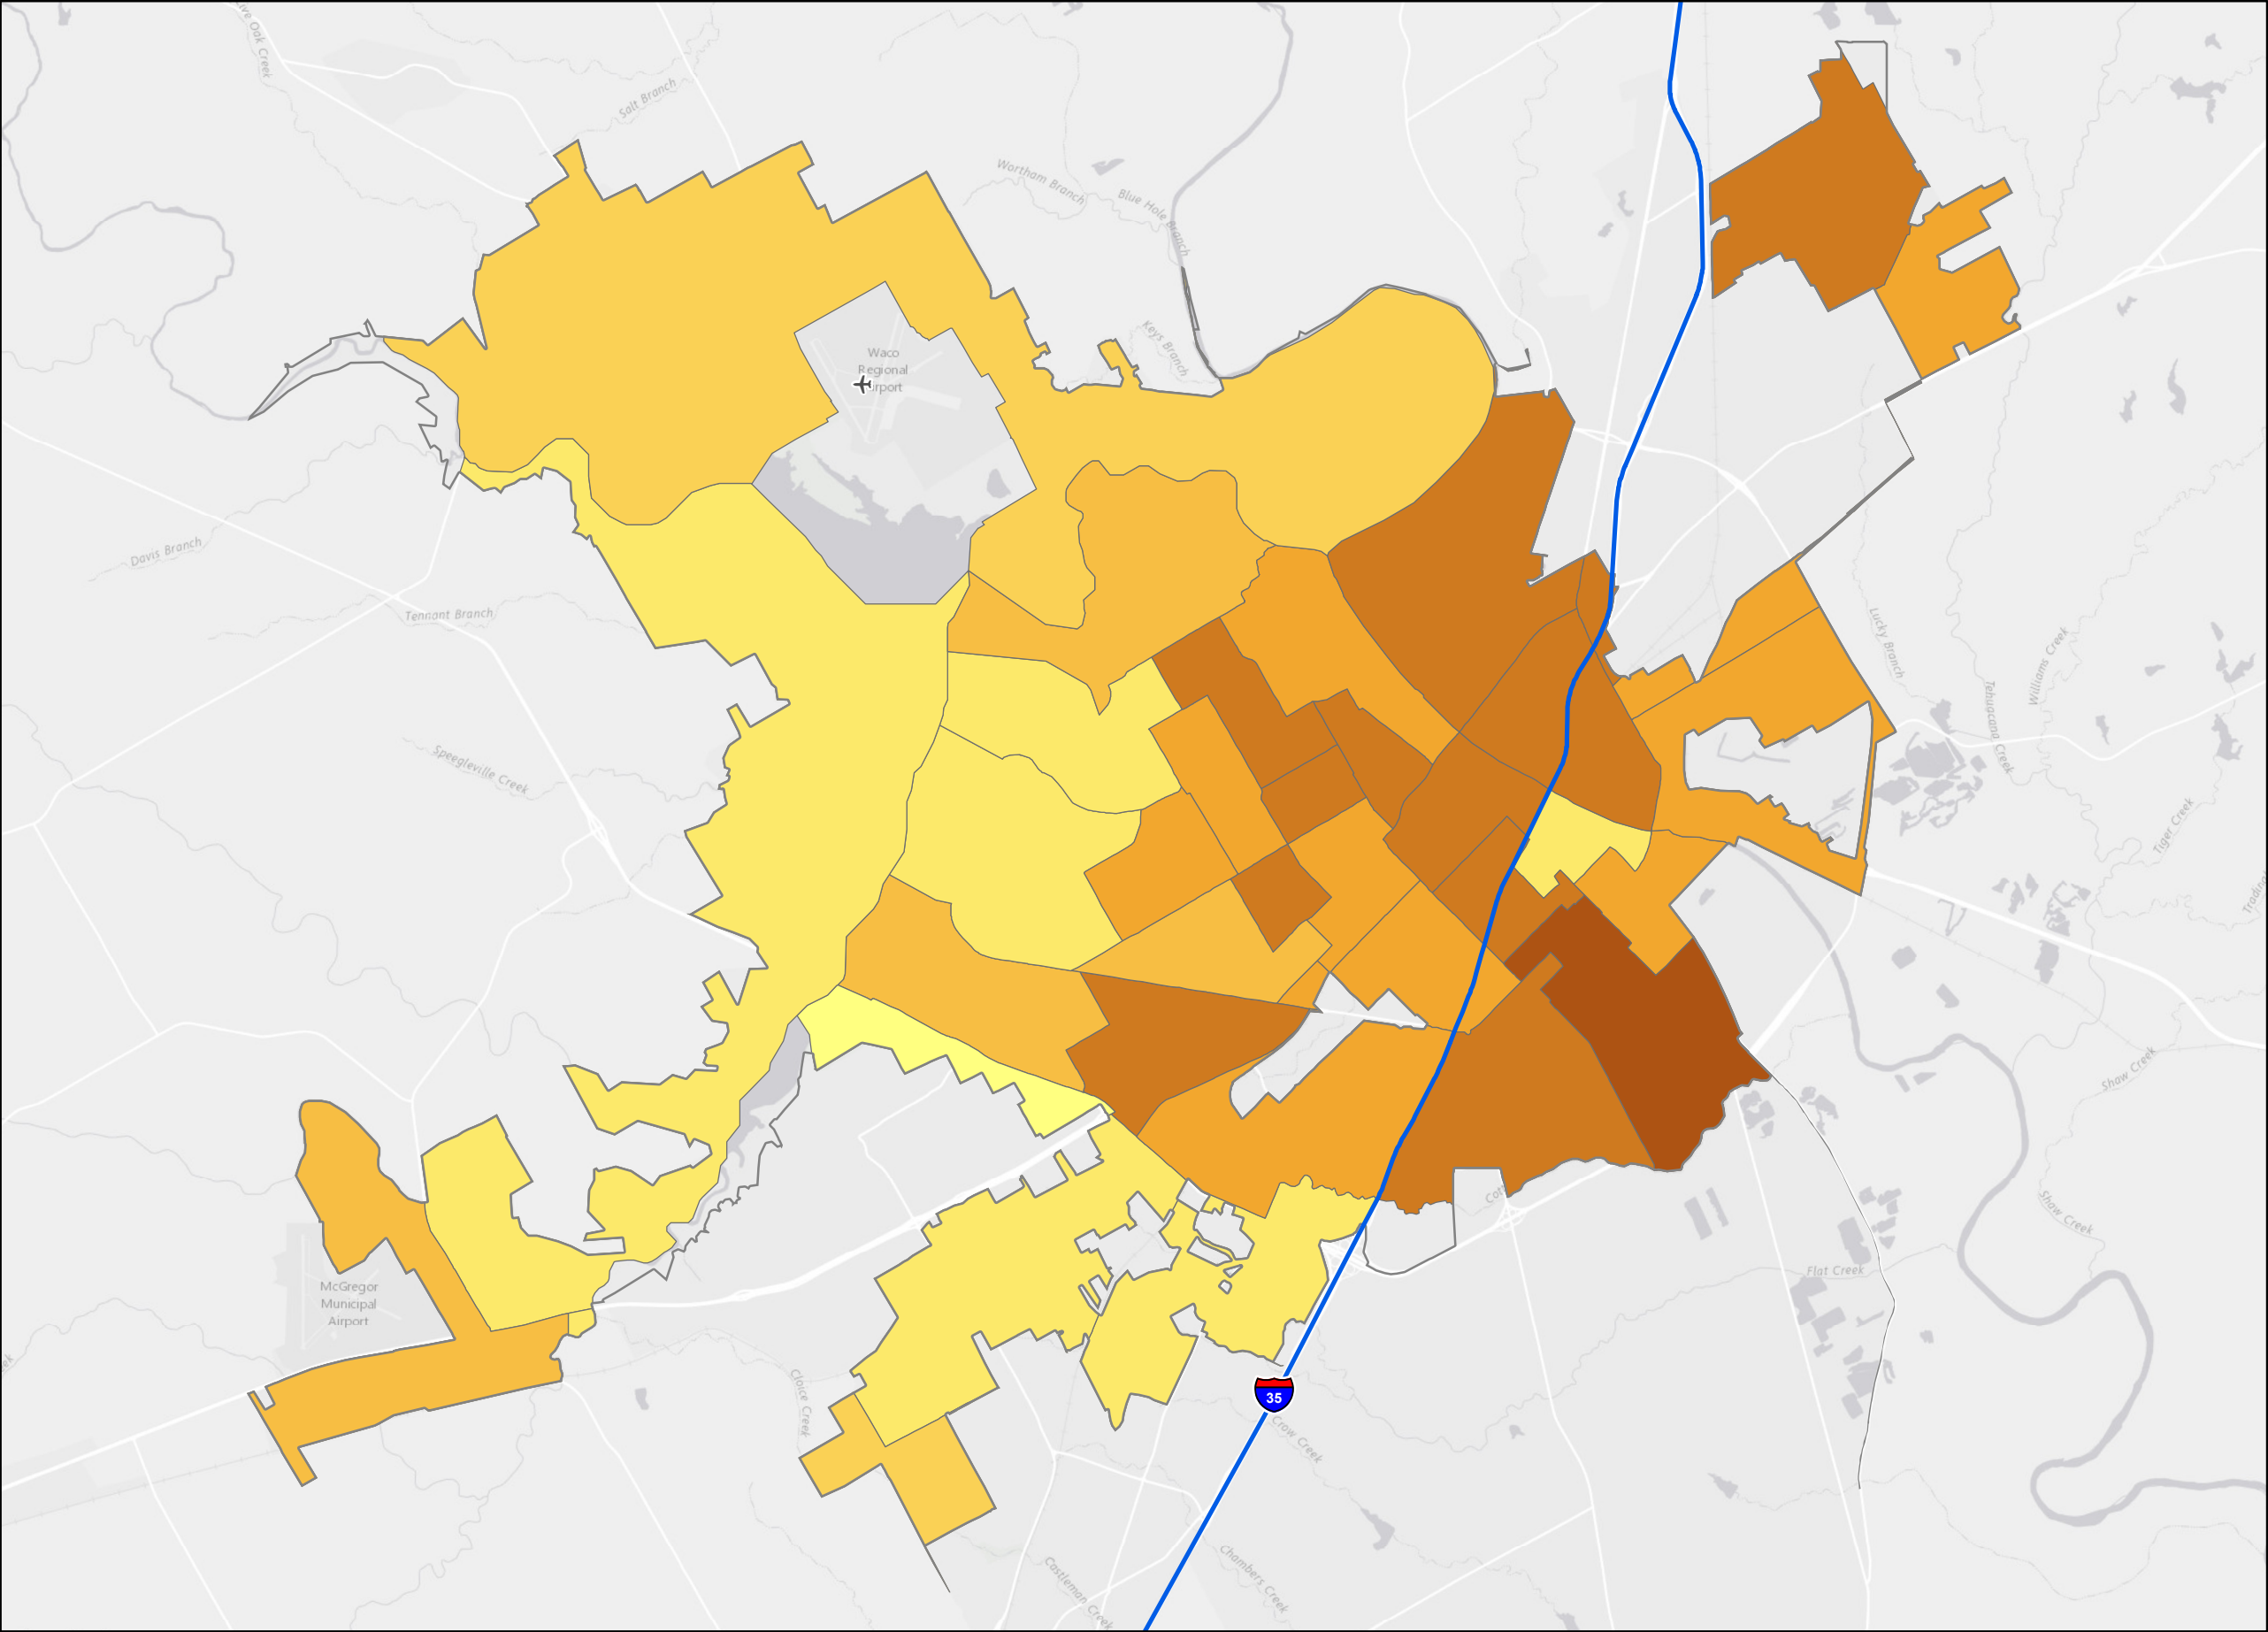 Live Oak Creek
Salt Branch
Wortham Branch
Blue Hole Branch
Keys Branch
Waco
Regional
Airport
Davis Branch
Tennant Branch
Speegleville Creek
Lucky Branch
Williams Creek
Tehuacana Creek
Tiger Creek
Shaw Creek
Shaw Creek
Flat Creek
McGregor
Municipal
Airport
Cloice Creek
35
Crow Creek
Castleman Creek
Chambers Creek